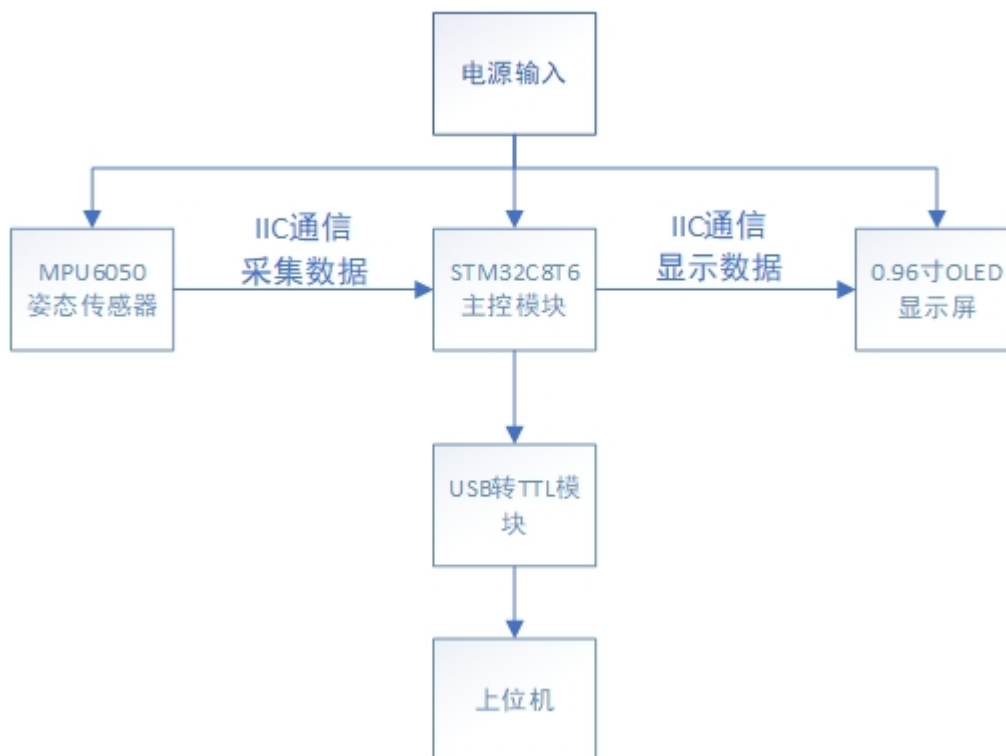 电源输入
IIC通信
采集数据
IIC通信
显示数据
MPU6050
姿态传感器
STM32C8T6
主控模块
0.96寸OLED
显示屏
USB转TTL模
块
上位机